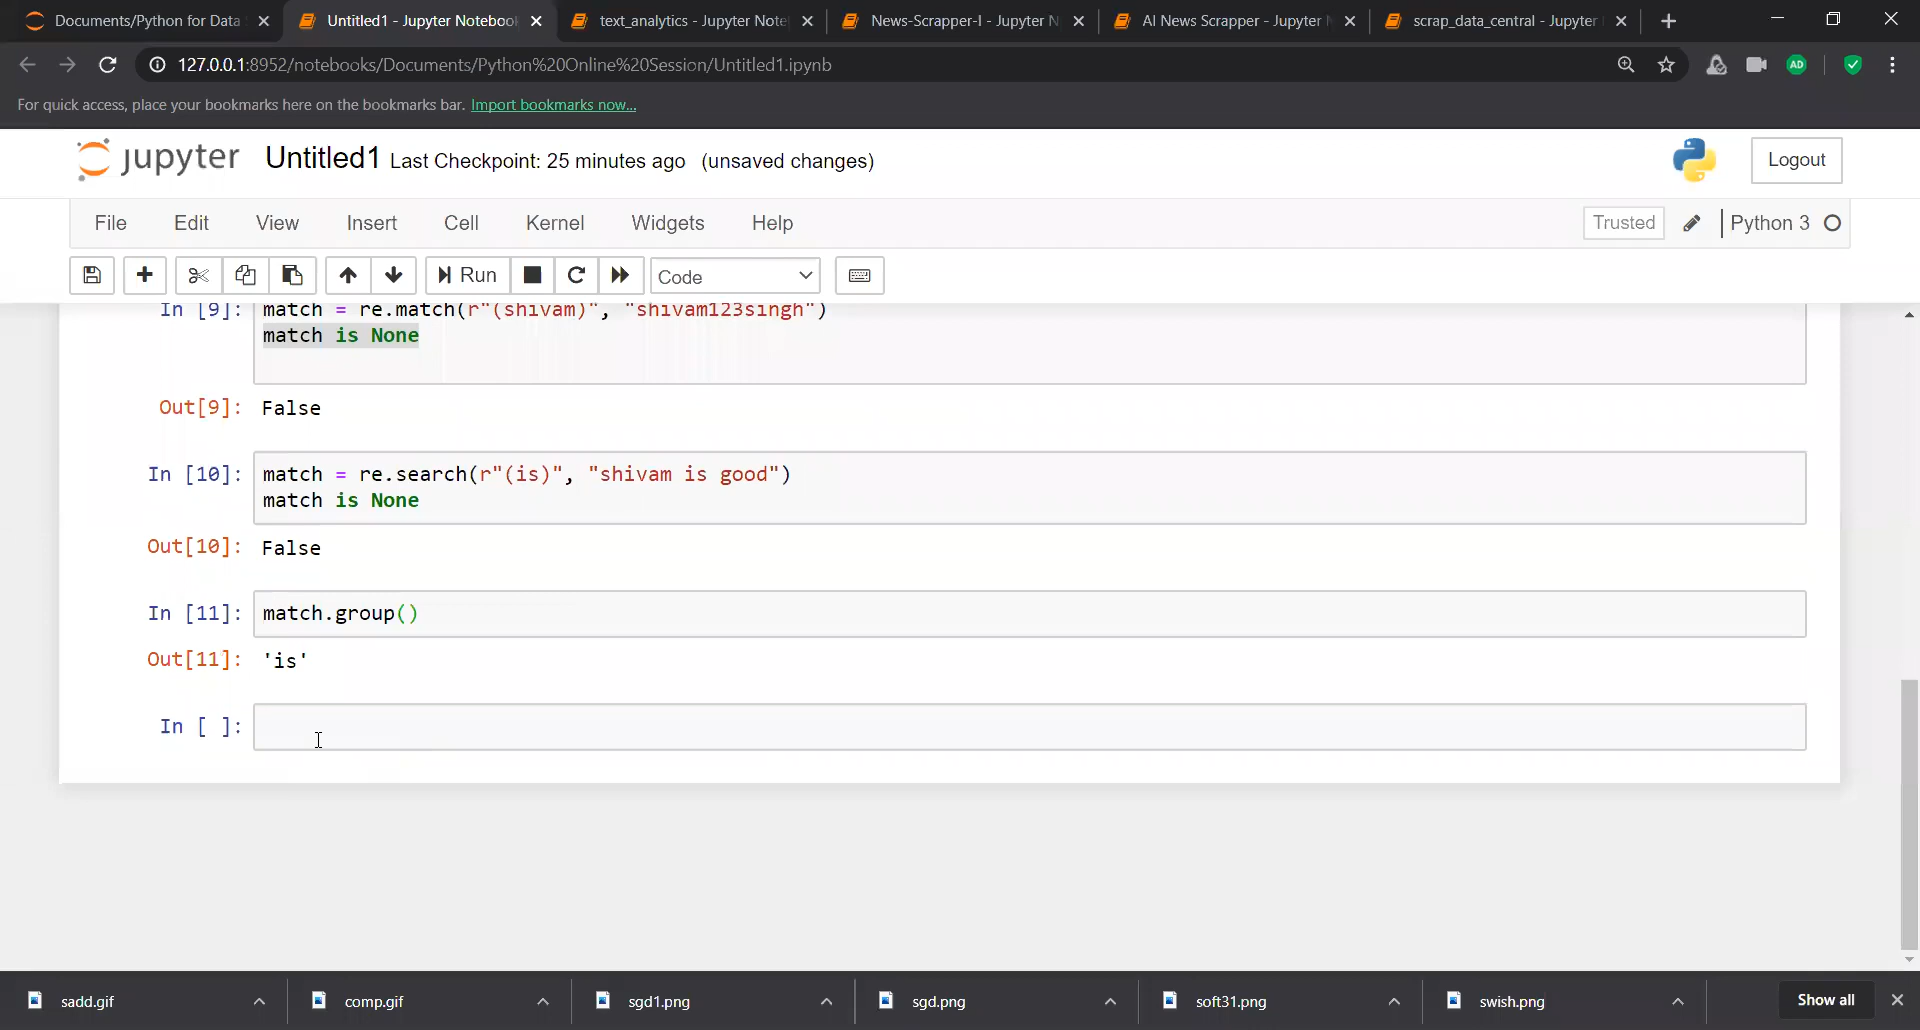 Documents/Python for Data
Untitled1 - Jupyter Notebook
text_analytics - Jupyter Note
News-Scrapper-I - Jupyter N
AI News Scrapper - Jupyter
scrap_data_central - Jupyter
127.0.0.1:8952/notebooks/Documents/Python%20Online%20Session/Untitled1.ipynb
AD
For quick access, place your bookmarks here on the bookmarks bar. Import bookmarks now...
jupyter Untitled1 Last Checkpoint: 25 minutes ago (unsaved changes)
Logout
File Edit View Insert Cell Kernel Widgets Help
Trusted Python 3
Run Code
In [9]: match = re.match(r"(shivam)", "shivam123singh")
match is None
Out[9]: False
In [10]: match = re.search(r"(is)", "shivam is good")
match is None
Out[10]: False
In [11]: match.group()
Out[11]: 'is'
In [ ]:
sadd.gif
comp.gif
sgd1.png
sgd.png
soft31.png
swish.png
Show all